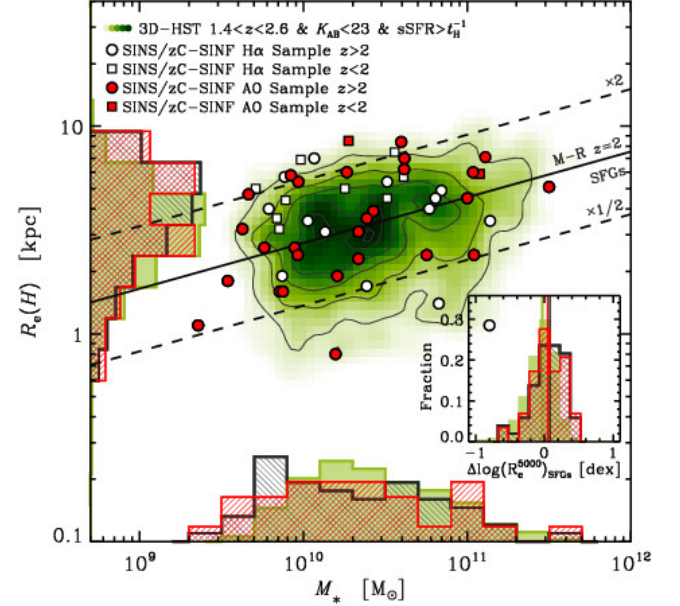 3D-HST 1.4<z<2.6 & K_AB<23 & sSFR>t_H^-1
SINS/zC-SINF Hα Sample z>2
SINS/zC-SINF Hα Sample z<2
SINS/zC-SINF AO Sample z>2
SINS/zC-SINF AO Sample z<2
×2
M-R z=2
SFGs
×1/2
10
1
0.1
R_e(H) [kpc]
0.3
0.2
0.1
0.0
Fraction
-1 0 1
Δlog(R_e^5000)_SFGs [dex]
10^9 10^10 10^11 10^12
M_* [M_⊙]